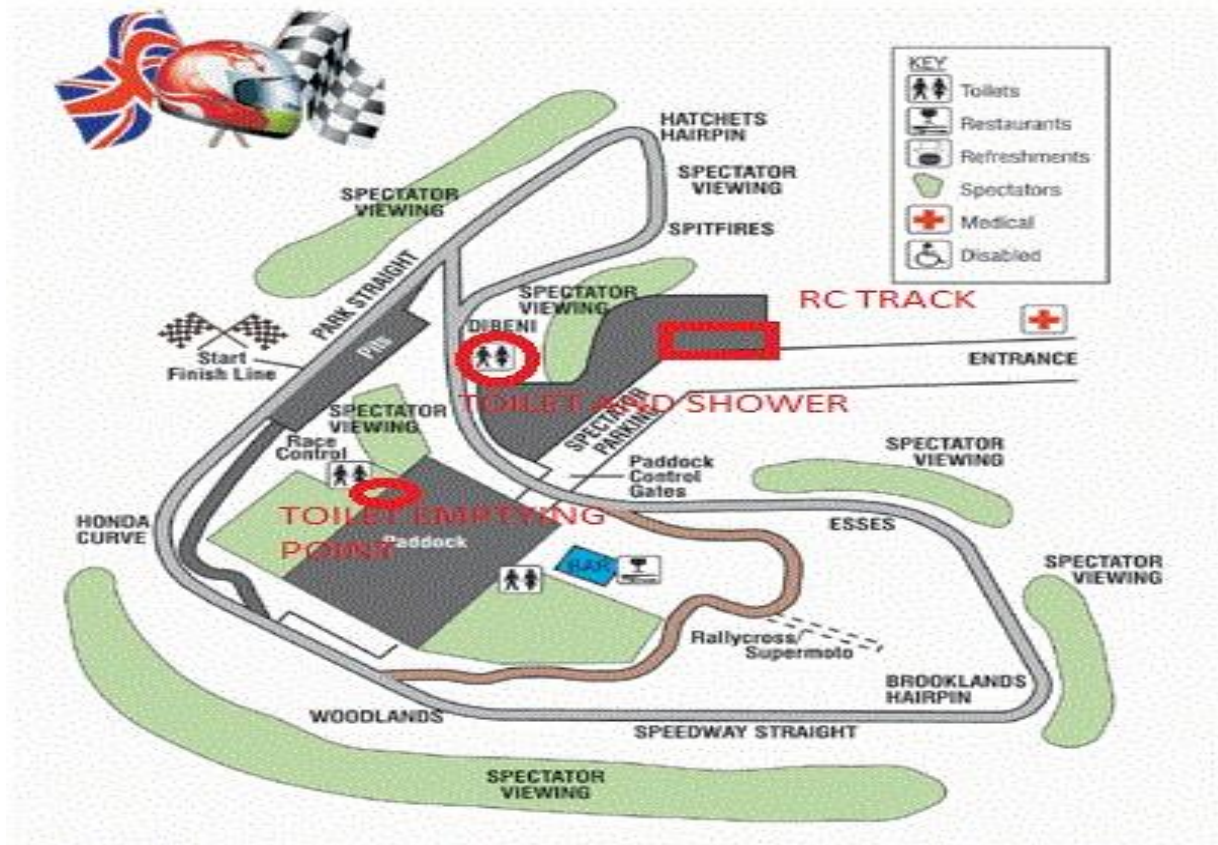 KEY
Toilets
Restaurants
Refreshments
Spectators
Medical
Disabled
HATCHETS
HAIRPIN
SPECTATOR
VIEWING
SPECTATOR
VIEWING
SPITFIRES
PARK STRAIGHT
SPECTATOR
VIEWING
RC TRACK
DIBENI
Start
Finish Line
Pits
ENTRANCE
TOILET AND SHOWER
SPECTATOR
VIEWING
SPECTATOR
PARKING
Race
Control
SPECTATOR
VIEWING
Paddock
Control
Gates
HONDA
CURVE
TOILET EMPTYING
POINT
Paddock
ESSES
BAR
SPECTATOR
VIEWING
Rallycross/
Supermoto
BROOKLANDS
HAIRPIN
WOODLANDS
SPEEDWAY STRAIGHT
SPECTATOR
VIEWING